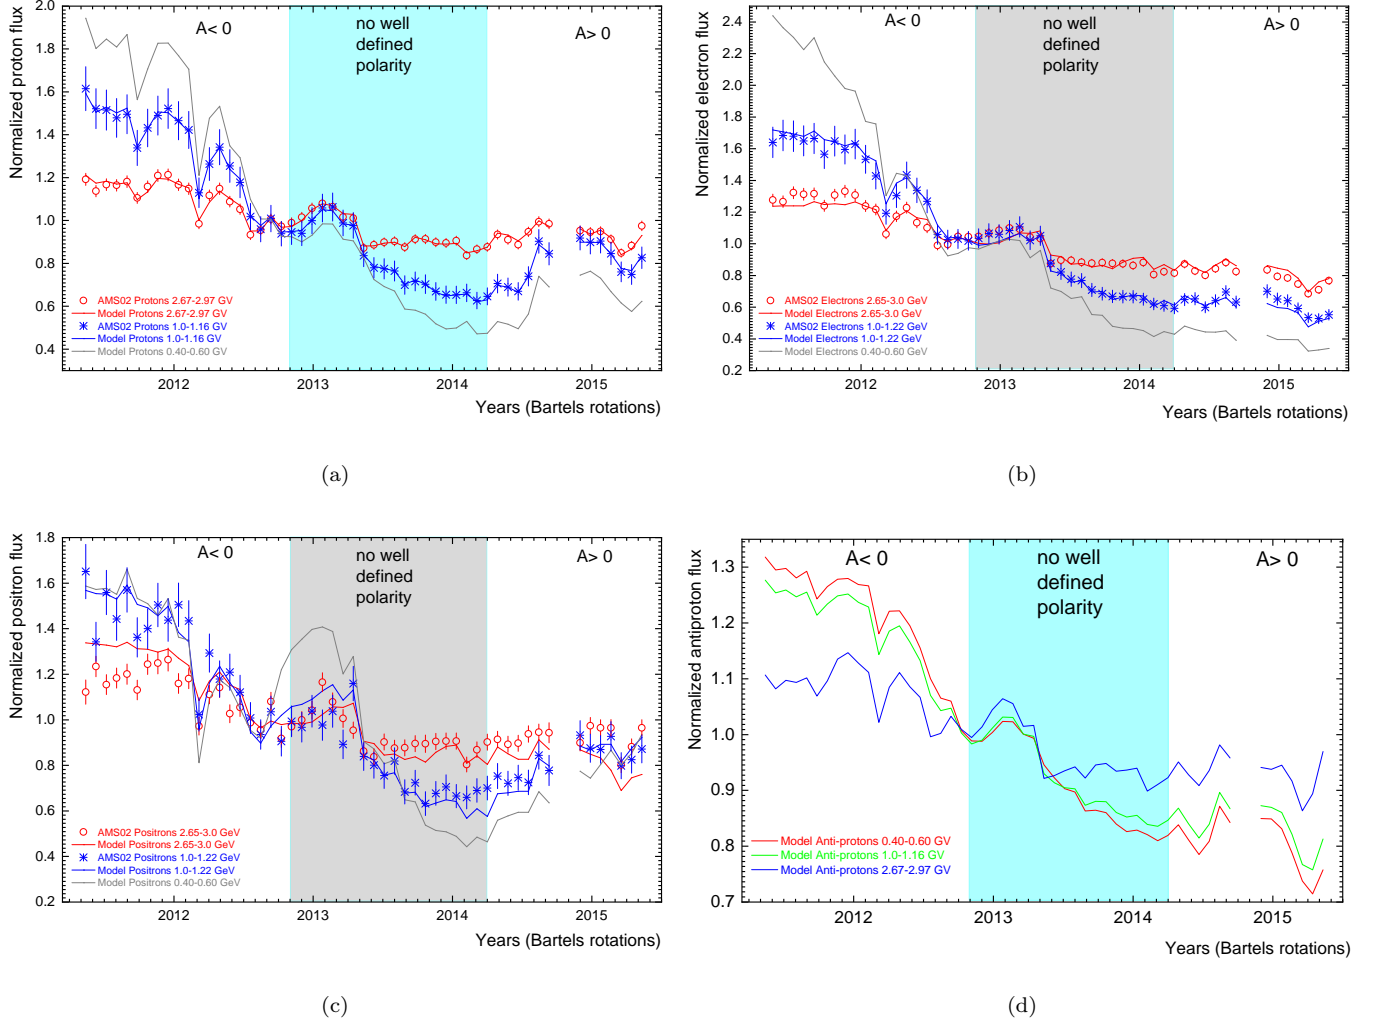 A< 0
no well
defined
polarity
A> 0
Normalized proton flux
2.0
1.8
1.6
1.4
1.2
1.0
0.8
0.6
0.4
AMS02 Protons 2.67-2.97 GV
Model Protons 2.67-2.97 GV
AMS02 Protons 1.0-1.16 GV
Model Protons 1.0-1.16 GV
Model Protons 0.40-0.60 GV
2012
2013
2014
2015
Years (Bartels rotations)
(a)
A< 0
no well
defined
polarity
A> 0
Normalized electron flux
2.4
2.2
2.0
1.8
1.6
1.4
1.2
1.0
0.8
0.6
0.4
0.2
AMS02 Electrons 2.65-3.0 GeV
Model Electrons 2.65-3.0 GeV
AMS02 Electrons 1.0-1.22 GeV
Model Electrons 1.0-1.22 GeV
Model Electrons 0.40-0.60 GeV
2012
2013
2014
2015
Years (Bartels rotations)
(b)
A< 0
no well
defined
polarity
A> 0
Normalized positron flux
1.8
1.6
1.4
1.2
1.0
0.8
0.6
0.4
0.2
AMS02 Positrons 2.65-3.0 GeV
Model Positrons 2.65-3.0 GeV
AMS02 Positrons 1.0-1.22 GeV
Model Positrons 1.0-1.22 GeV
Model Positrons 0.40-0.60 GeV
2012
2013
2014
2015
Years (Bartels rotations)
(c)
A< 0
no well
defined
polarity
A> 0
Normalized antiproton flux
1.3
1.2
1.1
1.0
0.9
0.8
0.7
Model Anti-protons 0.40-0.60 GV
Model Anti-protons 1.0-1.16 GV
Model Anti-protons 2.67-2.97 GV
2012
2013
2014
2015
Years (Bartels rotations)
(d)